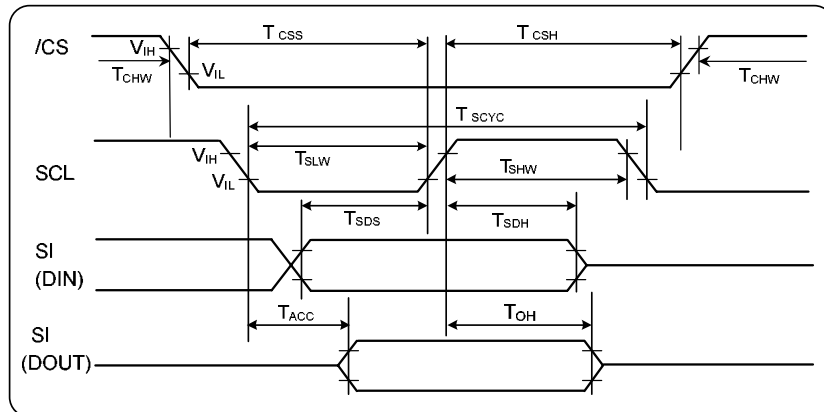 /CS
VIH
TCSS
TCSH
TCHW
VIL
TCHW
TSCYC
SCL
VIH
TSLW
VIL
TSHW
TSDS
TSDH
SI
(DIN)
TACC
TOH
SI
(DOUT)